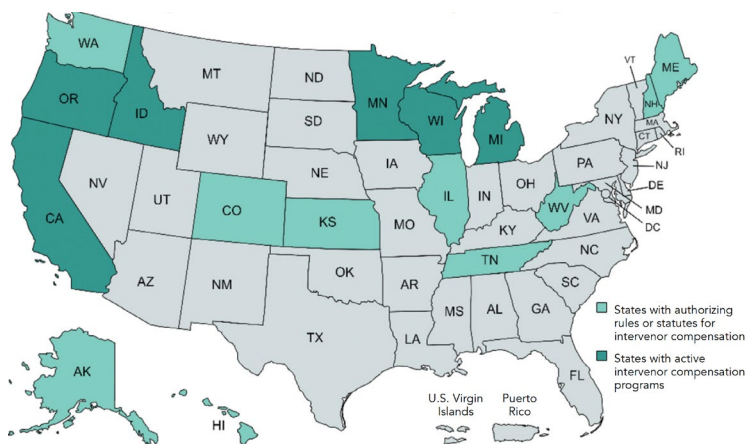 WA
MT
ND
OR
ID
SD
WY
MN
WI
MI
NV
UT
CA
CO
NE
IA
KS
IL
IN
OH
MO
KY
WV
VA
PA
NY
VT
ME
NH
MA
CT
RI
NJ
DE
MD
DC
AZ
NM
OK
AR
TN
NC
SC
MS
AL
GA
TX
LA
FL
AK
HI
U.S. Virgin
Islands
Puerto
Rico
States with authorizing
rules or statutes for
intervenor compensation
States with active
intervenor compensation
programs